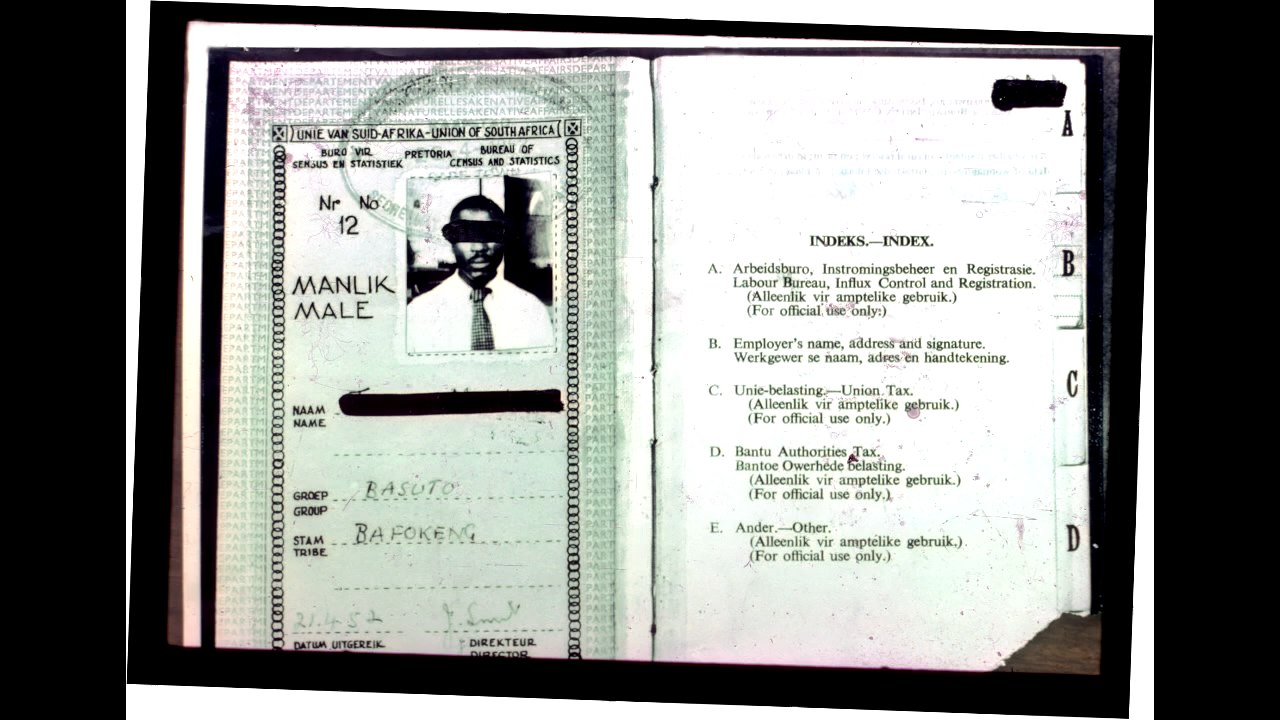 UNIE VAN SUID-AFRIKA-UNION OF SOUTH AFRICA
BURO VIR SENSUS EN STATISTIEK
PRETORIA
BUREAU OF CENSUS AND STATISTICS
Nr No
12
MANLIK
MALE
NAAM
NAME
GROEP BASUTO
GROUP
STAM BAFOKENG
TRIBE
21.4.52
DATUM UITGEREIK DIREKTEUR
DIRECTOR
A
B
C
D
INDEKS.—INDEX.
A. Arbeidsburo, Instromingsbeheer en Registrasie.
Labour Bureau, Influx Control and Registration.
(Alleenlik vir amptelike gebruik.)
(For official use only.)
B. Employer's name, address and signature.
Werkgewer se naam, adres en handtekening.
C. Unie-belasting.—Union Tax.
(Alleenlik vir amptelike gebruik.)
(For official use only.)
D. Bantu Authorities Tax.
Bantoe Owerhede belasting.
(Alleenlik vir amptelike gebruik.)
(For official use only.)
E. Ander.—Other.
(Alleenlik vir amptelike gebruik.)
(For official use only.)